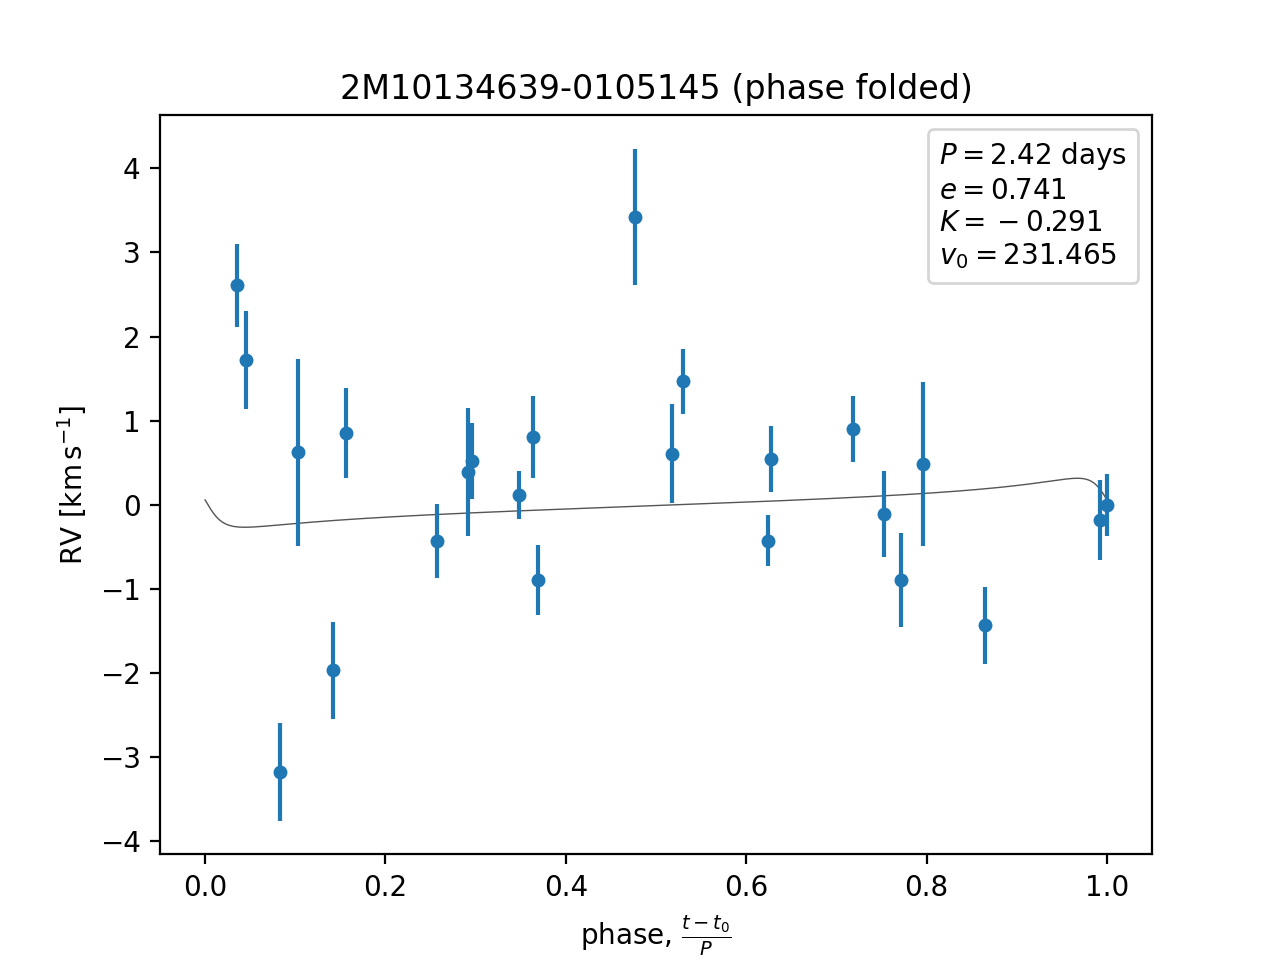 2M10134639-0105145 (phase folded)
P = 2.42 days
e = 0.741
K = −0.291
v₀ = 231.465
RV [km s⁻¹]
4
3
2
1
0
−1
−2
−3
−4
0.0 0.2 0.4 0.6 0.8 1.0
phase, (t − t₀)/P